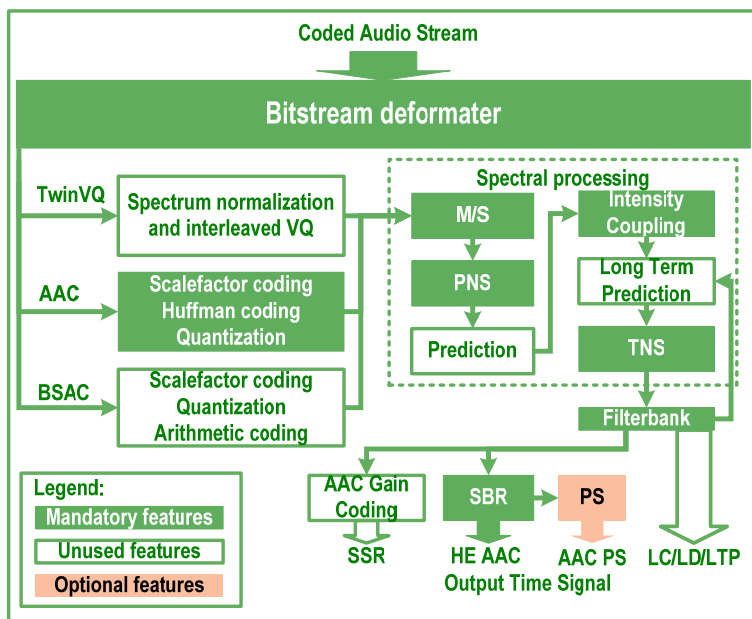 Coded Audio Stream
Bitstream deformater
TwinVQ
Spectrum normalization
and interleaved VQ
AAC
Scalefactor coding
Huffman coding
Quantization
BSAC
Scalefactor coding
Quantization
Arithmetic coding
Spectral processing
M/S
PNS
Prediction
Intensity
Coupling
Long Term
Prediction
TNS
Filterbank
AAC Gain
Coding
SBR
PS
SSR
HE AAC
AAC PS
LC/LD/LTP
Output Time Signal
Legend:
Mandatory features
Unused features
Optional features